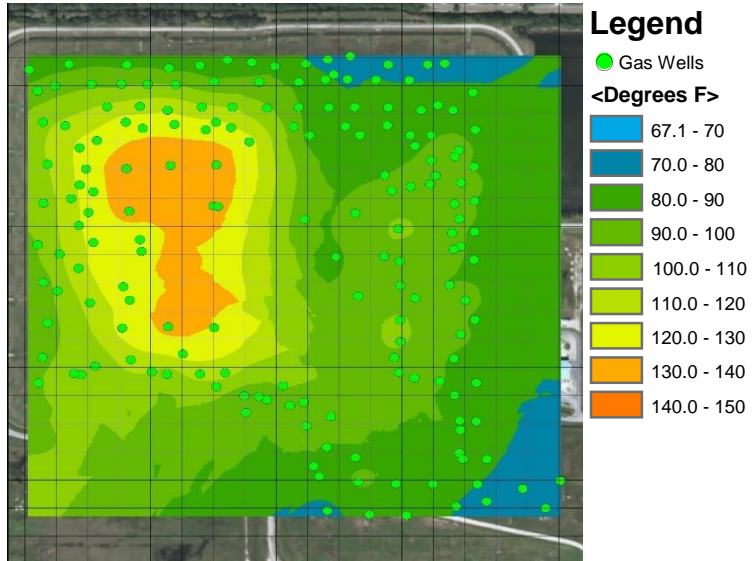 Legend
Gas Wells
<Degrees F>
67.1 - 70
70.0 - 80
80.0 - 90
90.0 - 100
100.0 - 110
110.0 - 120
120.0 - 130
130.0 - 140
140.0 - 150